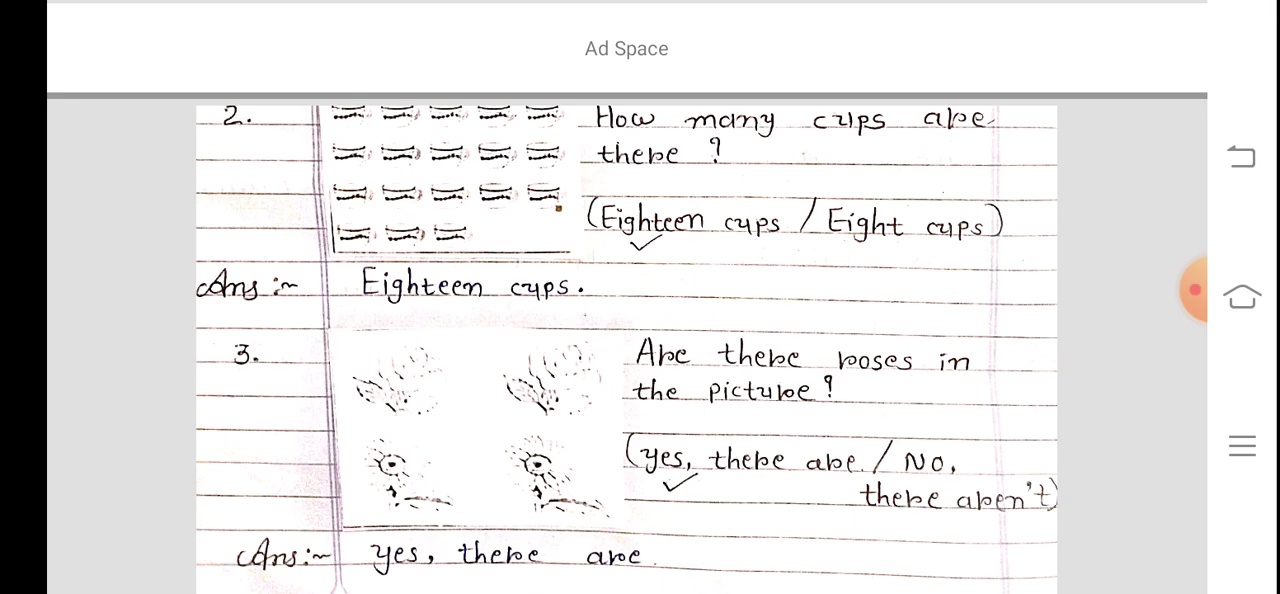 Ad Space
2. How many cups are
there ?
(Eighteen cups / Eight cups)
Ans :~ Eighteen cups.
3. Are there roses in
the picture?
(yes, there are. / No,
there aren't)
Ans:~ yes, there are.